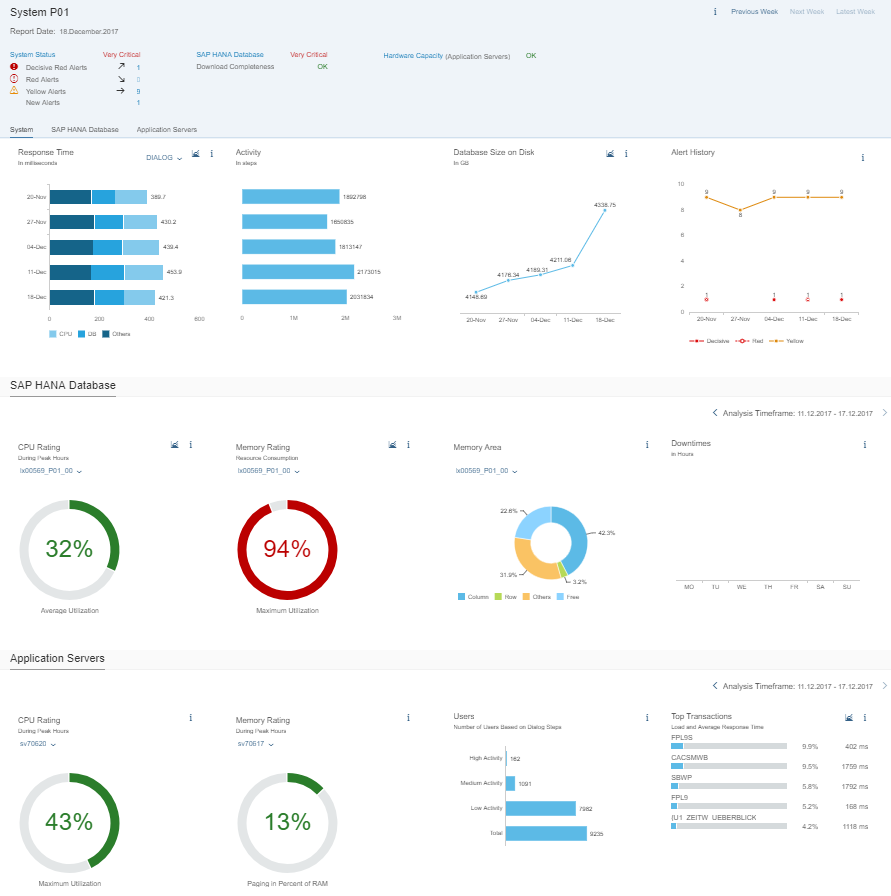 System P01
Previous Week Next Week Latest Week
Report Date: 18.December.2017
System Status Very Critical
Decisive Red Alerts 1
Red Alerts 0
Yellow Alerts 9
New Alerts 1
SAP HANA Database Very Critical
Download Completeness OK
Hardware Capacity (Application Servers) OK
System SAP HANA Database Application Servers
Response Time
In milliseconds
DIALOG
20-Nov 389.7
27-Nov 430.2
04-Dec 439.4
11-Dec 453.9
18-Dec 421.3
0 200 400 600
CPU DB Others
Activity
In steps
1892798
1650835
1813147
2173015
2031834
0 1M 2M 3M
Database Size on Disk
In GB
4338.75
4211.06
4189.31
4176.34
4148.69
20-Nov 27-Nov 04-Dec 11-Dec 18-Dec
Alert History
10
8
6
4
2
0
9 8 9 9 9
1 1 1 1
20-Nov 27-Nov 04-Dec 11-Dec 18-Dec
Decisive Red Yellow
SAP HANA Database
Analysis Timeframe: 11.12.2017 - 17.12.2017
CPU Rating
During Peak Hours
lx00569_P01_00
32%
Average Utilization
Memory Rating
Resource Consumption
lx00569_P01_00
94%
Maximum Utilization
Memory Area
lx00569_P01_00
22.6%
42.3%
31.9%
3.2%
Column Row Others Free
Downtimes
in Hours
MO TU WE TH FR SA SU
Application Servers
Analysis Timeframe: 11.12.2017 - 17.12.2017
CPU Rating
During Peak Hours
sv70620
43%
Maximum Utilization
Memory Rating
During Peak Hours
sv70617
13%
Paging in Percent of RAM
Users
Number of Users Based on Dialog Steps
High Activity 162
Medium Activity 1091
Low Activity 7982
Total 9235
Top Transactions
Load and Average Response Time
FPL9S
9.9% 402 ms
CACSMWB
9.5% 1759 ms
SBWP
5.8% 1792 ms
FPL9
5.2% 168 ms
(U1 ZEITW UEBERBLICK
4.2% 1118 ms